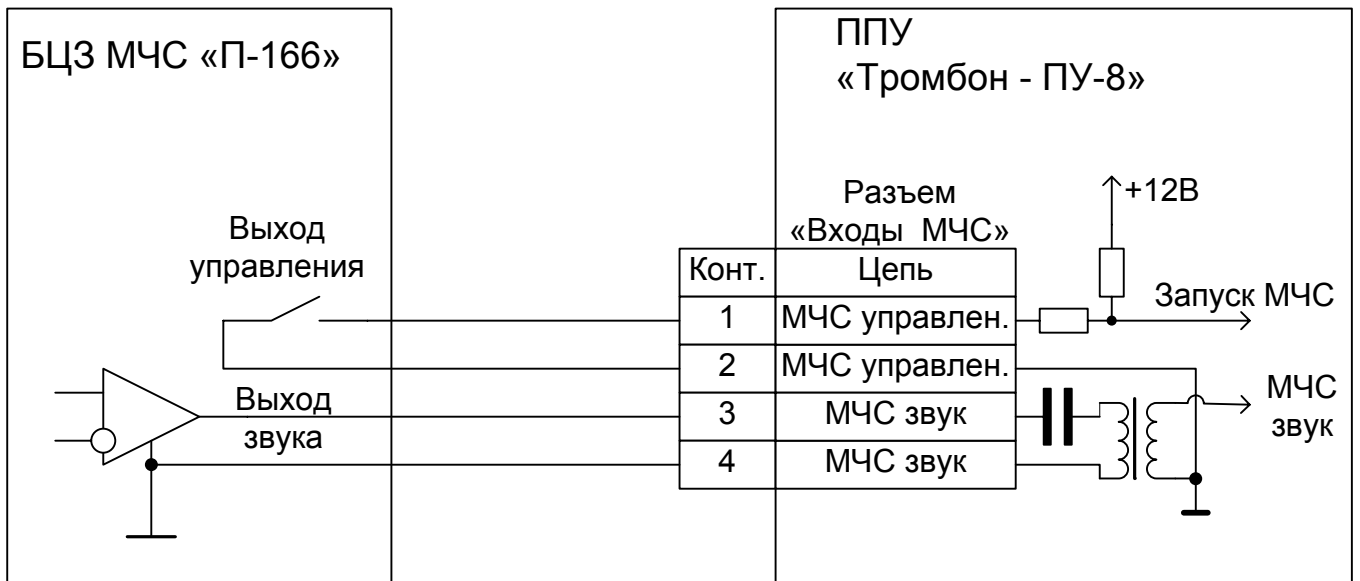 БЦЗ МЧС «П-166»
ППУ
«Тромбон - ПУ-8»
Выход
управления
Выход
звука
Разъем
«Входы МЧС»
Конт. Цепь
1 МЧС управлен.
2 МЧС управлен.
3 МЧС звук
4 МЧС звук
+12В
Запуск МЧС
МЧС
звук